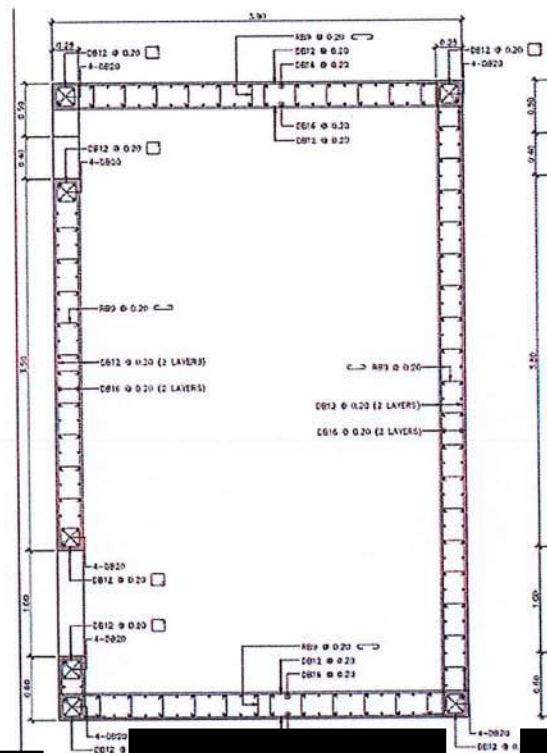 3.90
0.25
RB9 @ 0.20
0.25
DB12 @ 0.20
DB12 @ 0.20
DB12 @ 0.20
4-DB20
DB16 @ 0.20
4-DB20
0.50
0.50
DB16 @ 0.20
DB12 @ 0.20
0.40
0.40
DB12 @ 0.20
4-DB20
RB9 @ 0.20
3.50
DB12 @ 0.20 (2 LAYERS)
RB9 @ 0.20
DB16 @ 0.20 (2 LAYERS)
DB12 @ 0.20 (2 LAYERS)
DB16 @ 0.20 (2 LAYERS)
4-DB20
DB12 @ 0.20
1.00
1.00
DB12 @ 0.20
4-DB20
RB9 @ 0.20
DB12 @ 0.20
DB16 @ 0.20
0.60
0.60
4-DB20
4-DB20
DB12 @
DB12 @